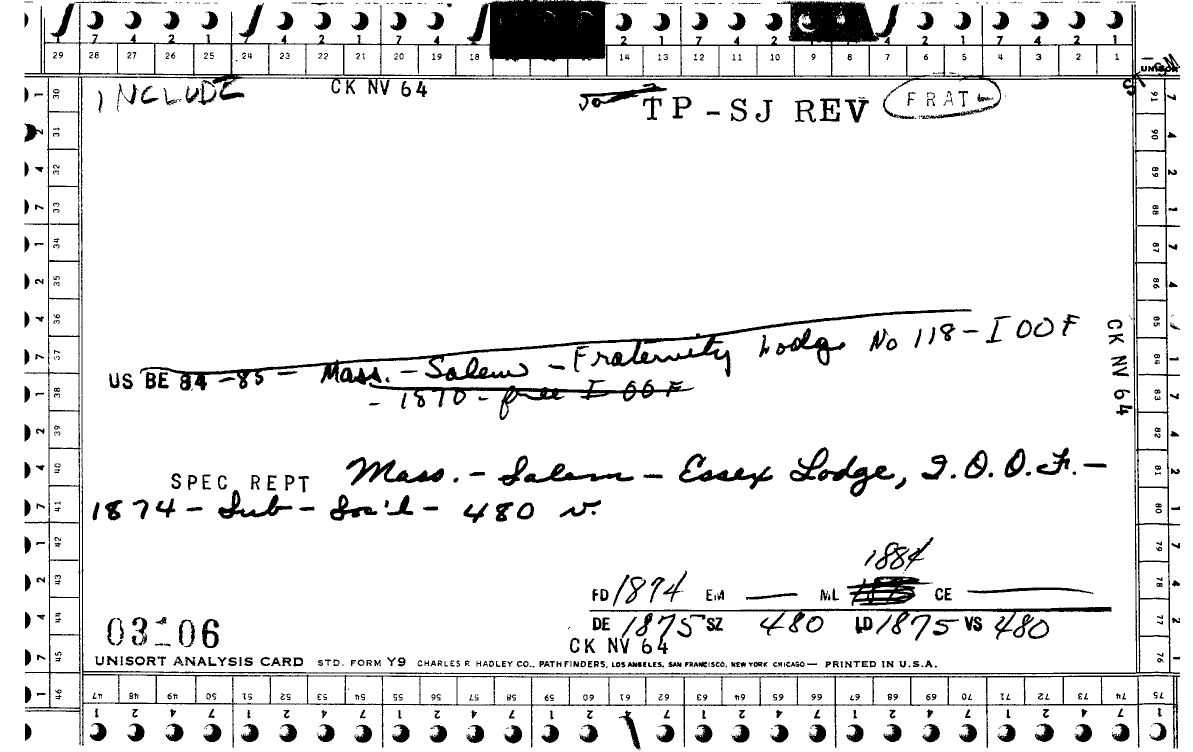 7 4 2 1 7 4 2 1 7 4 2 1 2 1 7 4 2 1 7 4 2 1
29 28 27 26 25 24 23 22 21 20 19 18 14 13 12 11 10 9 8 7 6 5 4 3 2 1
UNISORT
INCLUDE CK NV 64 TP - SJ REV FRAT
US BE 84 - 85 - Mass. - Salem - Fraternity Lodge No 118 - I OO F
- 1870 - free I OO F
CK NV 64
SPEC REPT Mass. - Salem - Essex Lodge, I.O.O.F. -
1874 - Sub - Soc'l - 480 v.
1884
FD 1874 EM — ML CE —
DE 1875 SZ 480 LD 1875 VS 480
CK NV 64
UNISORT ANALYSIS CARD STD. FORM Y9 CHARLES R HADLEY CO., PATHFINDERS, LOS ANGELES, SAN FRANCISCO, NEW YORK CHICAGO — PRINTED IN U.S.A.
30 31 32 33 34 35 36 37 38 39 40 41 42 43 44 45 46
91 90 89 88 87 86 85 84 83 82 81 80 79 78 77 76
47 48 49 50 51 52 53 54 55 56 57 58 59 60 61 62 63 64 65 66 67 68 69 70 71 72 73 74 75